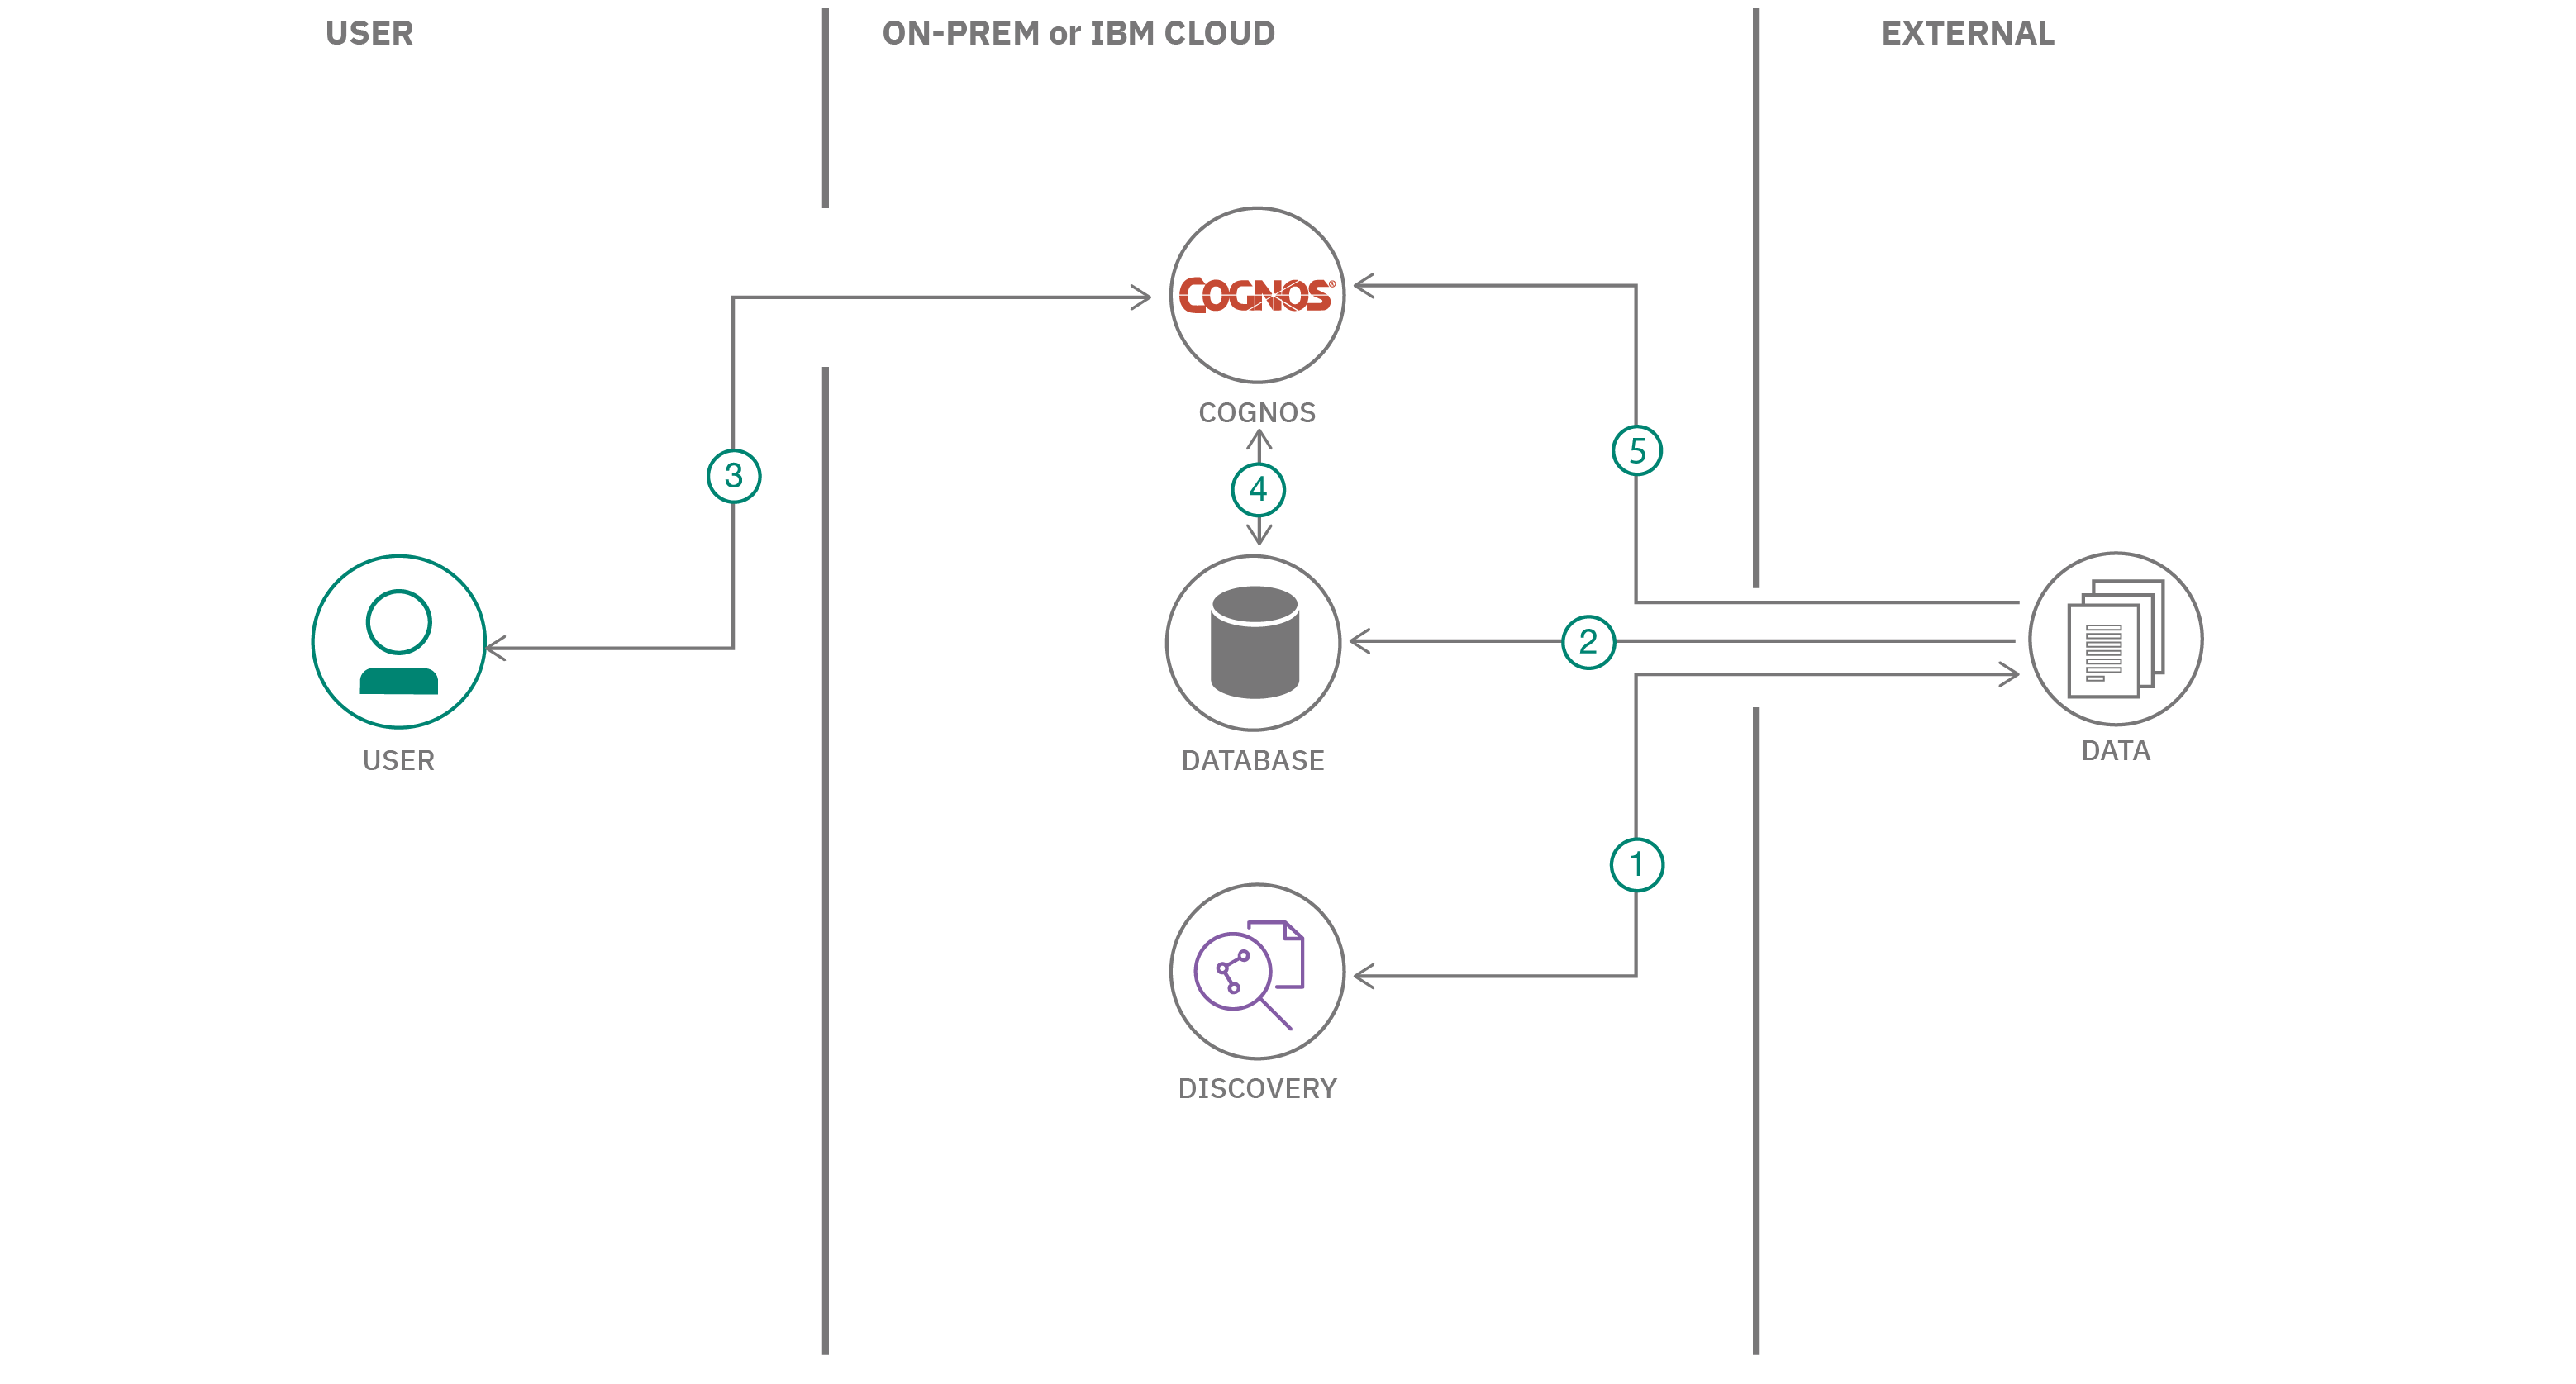 USER
ON-PREM or IBM CLOUD
EXTERNAL
COGNOS®
COGNOS
3
4
5
USER
DATABASE
2
DATA
1
DISCOVERY